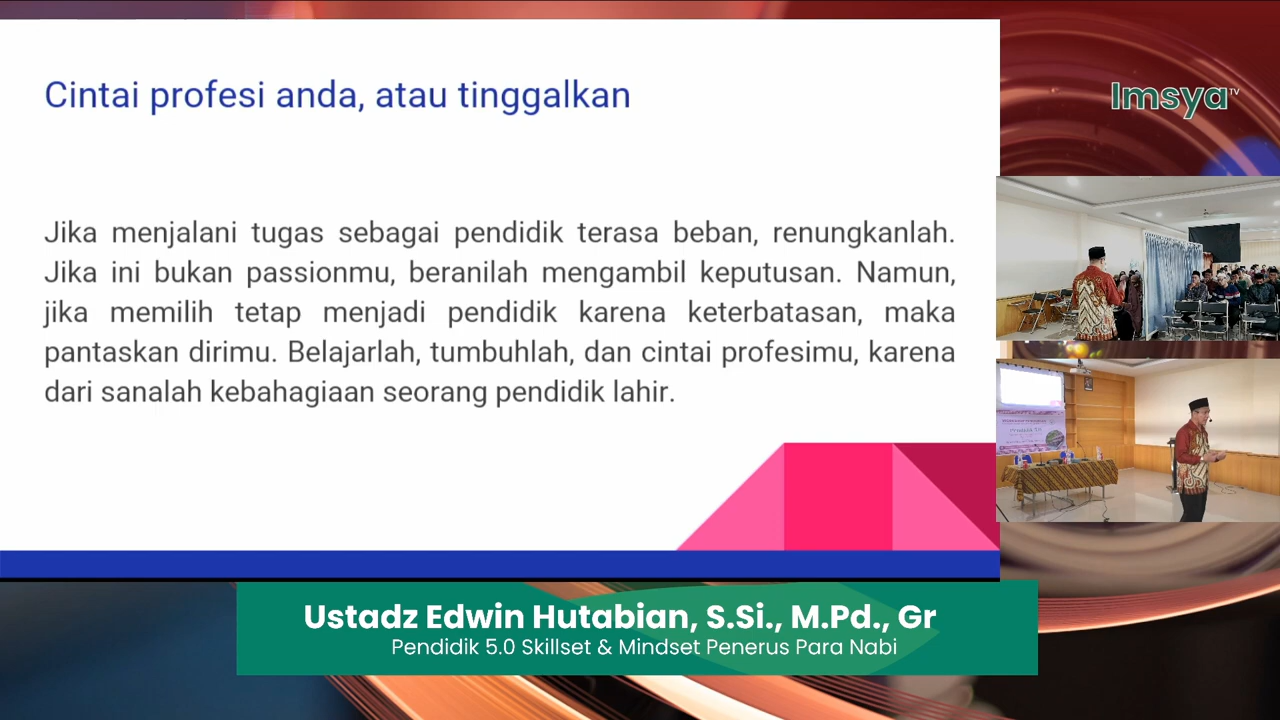 Cintai profesi anda, atau tinggalkan
Jika menjalani tugas sebagai pendidik terasa beban, renungkanlah.
Jika ini bukan passionmu, beranilah mengambil keputusan. Namun,
jika memilih tetap menjadi pendidik karena keterbatasan, maka
pantaskan dirimu. Belajarlah, tumbuhlah, dan cintai profesimu, karena
dari sanalah kebahagiaan seorang pendidik lahir.
Imsya TV
Ustadz Edwin Hutabian, S.Si., M.Pd., Gr
Pendidik 5.0 Skillset & Mindset Penerus Para Nabi